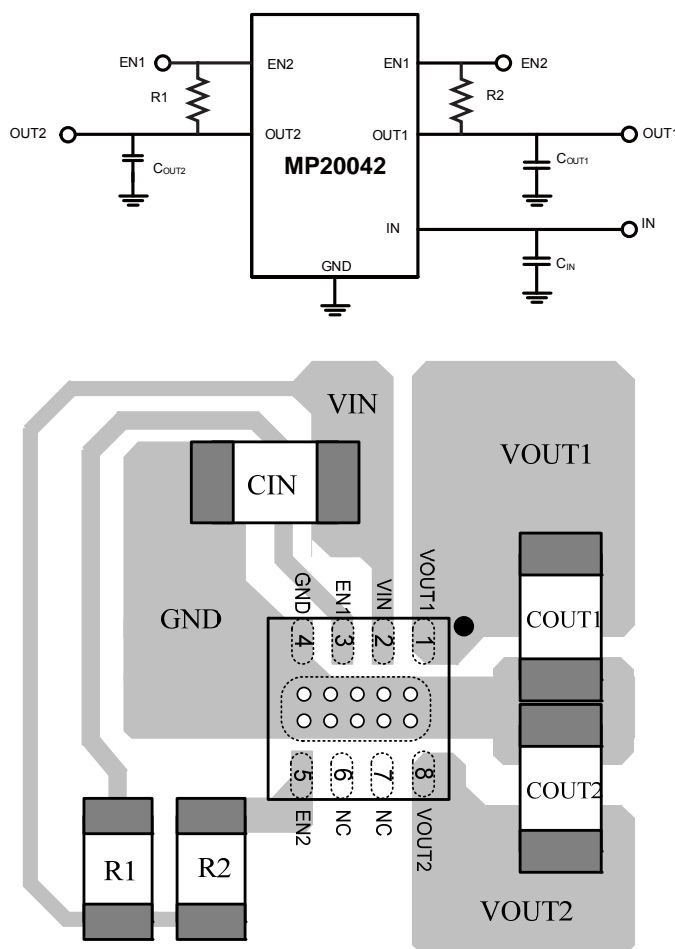 EN1
EN2
EN1
EN2
R1
R2
OUT2
OUT2
OUT1
OUT1
MP20042
COUT2
COUT1
IN
IN
CIN
GND
VIN
VOUT1
CIN
GND
GND
EN1
VIN
VOUT1
4
3
2
1
COUT1
5
6
7
8
EN2
NC
NC
VOUT2
COUT2
R1
R2
VOUT2